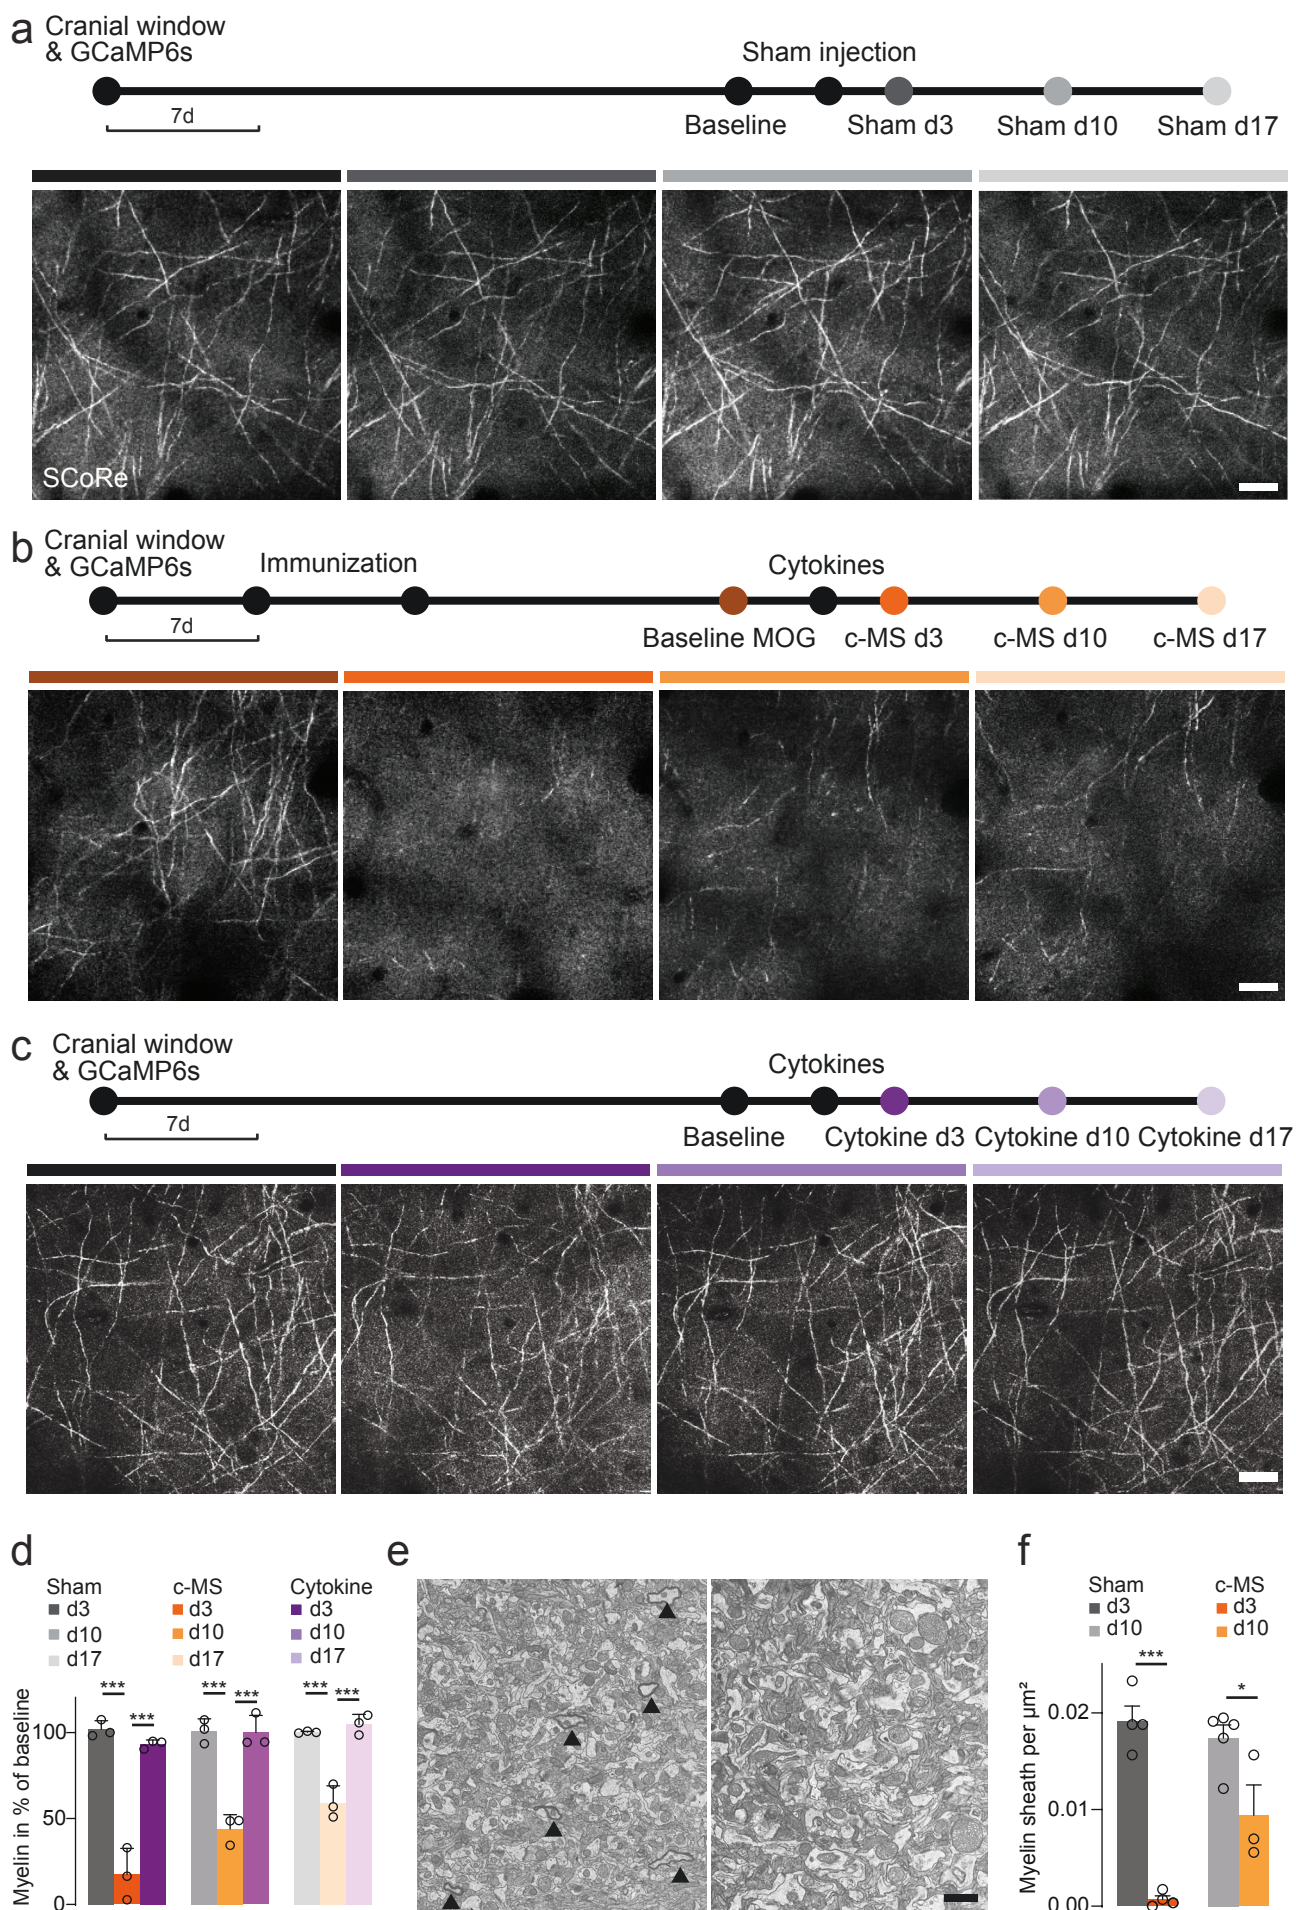 a
Cranial window
& GCaMP6s
Sham injection
7d
Baseline
Sham d3
Sham d10
Sham d17
SCoRe
b
Cranial window
& GCaMP6s
Immunization
Cytokines
7d
Baseline MOG
c-MS d3
c-MS d10
c-MS d17
c
Cranial window
& GCaMP6s
Cytokines
7d
Baseline
Cytokine d3
Cytokine d10
Cytokine d17
d
Sham
d3
d10
d17
c-MS
d3
d10
d17
Cytokine
d3
d10
d17
Myelin in % of baseline
100
50
0
***
***
***
***
***
***
e
f
Sham
d3
d10
c-MS
d3
d10
Myelin sheath per μm²
0.02
0.01
0.00
***
*